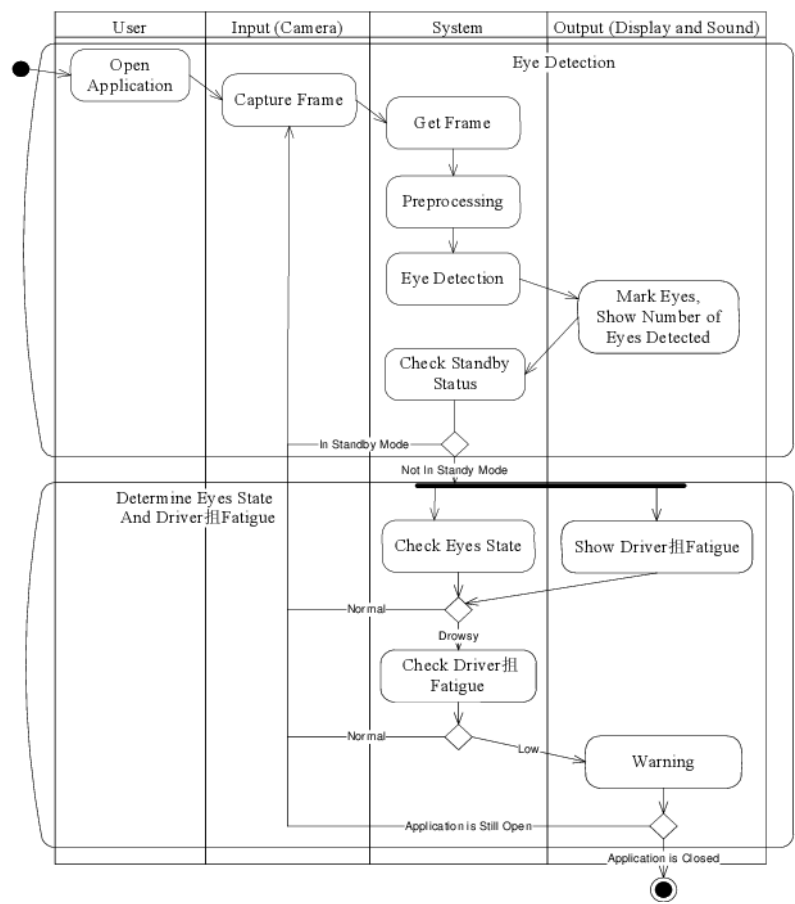 User
Input (Camera)
System
Output (Display and Sound)
Eye Detection
Open
Application
Capture Frame
Get Frame
Preprocessing
Eye Detection
Mark Eyes,
Show Number of
Eyes Detected
Check Standby
Status
In Standby Mode
Not In Standy Mode
Determine Eyes State
And Driver扭Fatigue
Check Eyes State
Show Driver扭Fatigue
Normal
Drowsy
Check Driver扭
Fatigue
Normal
Low
Warning
Application is Still Open
Application is Closed